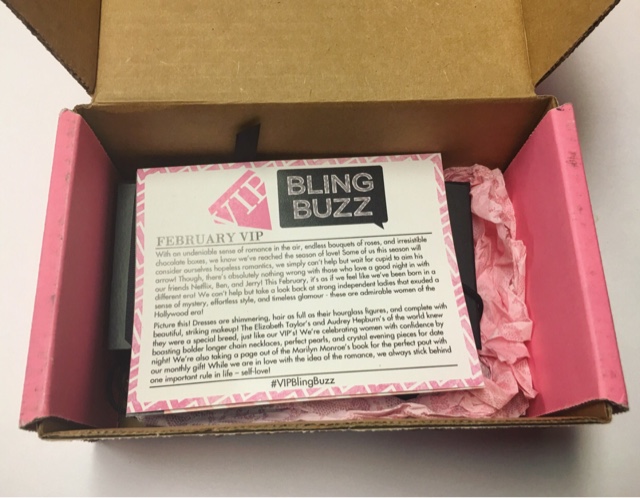 VIP
BLING
BUZZ
FEBRUARY VIP
With an undeniable sense of romance in the air, endless bouquets of roses, and irresistible
chocolate boxes, we know we've reached the season of love! Some of us this season will
consider ourselves hopeless romantics, we simply can't help but wait for cupid to aim his
arrow! Though, there's absolutely nothing wrong with those who love a good night in with
our friends Netflix, Ben, and Jerry! This February, it's as if we feel like we've been born in a
different era! We can't help but take a look back at strong independent ladies that exuded a
sense of mystery, effortless style, and timeless glamour - these are admirable women of the
Hollywood era!
Picture this! Dresses are shimmering, hair as full as their hourglass figures, and complete with
beautiful, striking makeup! The Elizabeth Taylor's and Audrey Hepburn's of the world knew
they were a special breed, just like our VIP's! We're celebrating women with confidence by
boasting bolder longer chain necklaces, perfect pearls, and crystal evening pieces for date
night! We're also taking a page out of the Marilyn Monroe's book for the perfect pout with
our monthly gift! While we are in love with the idea of the romance, we always stick behind
one important rule in life – self-love!
#VIPBlingBuzz